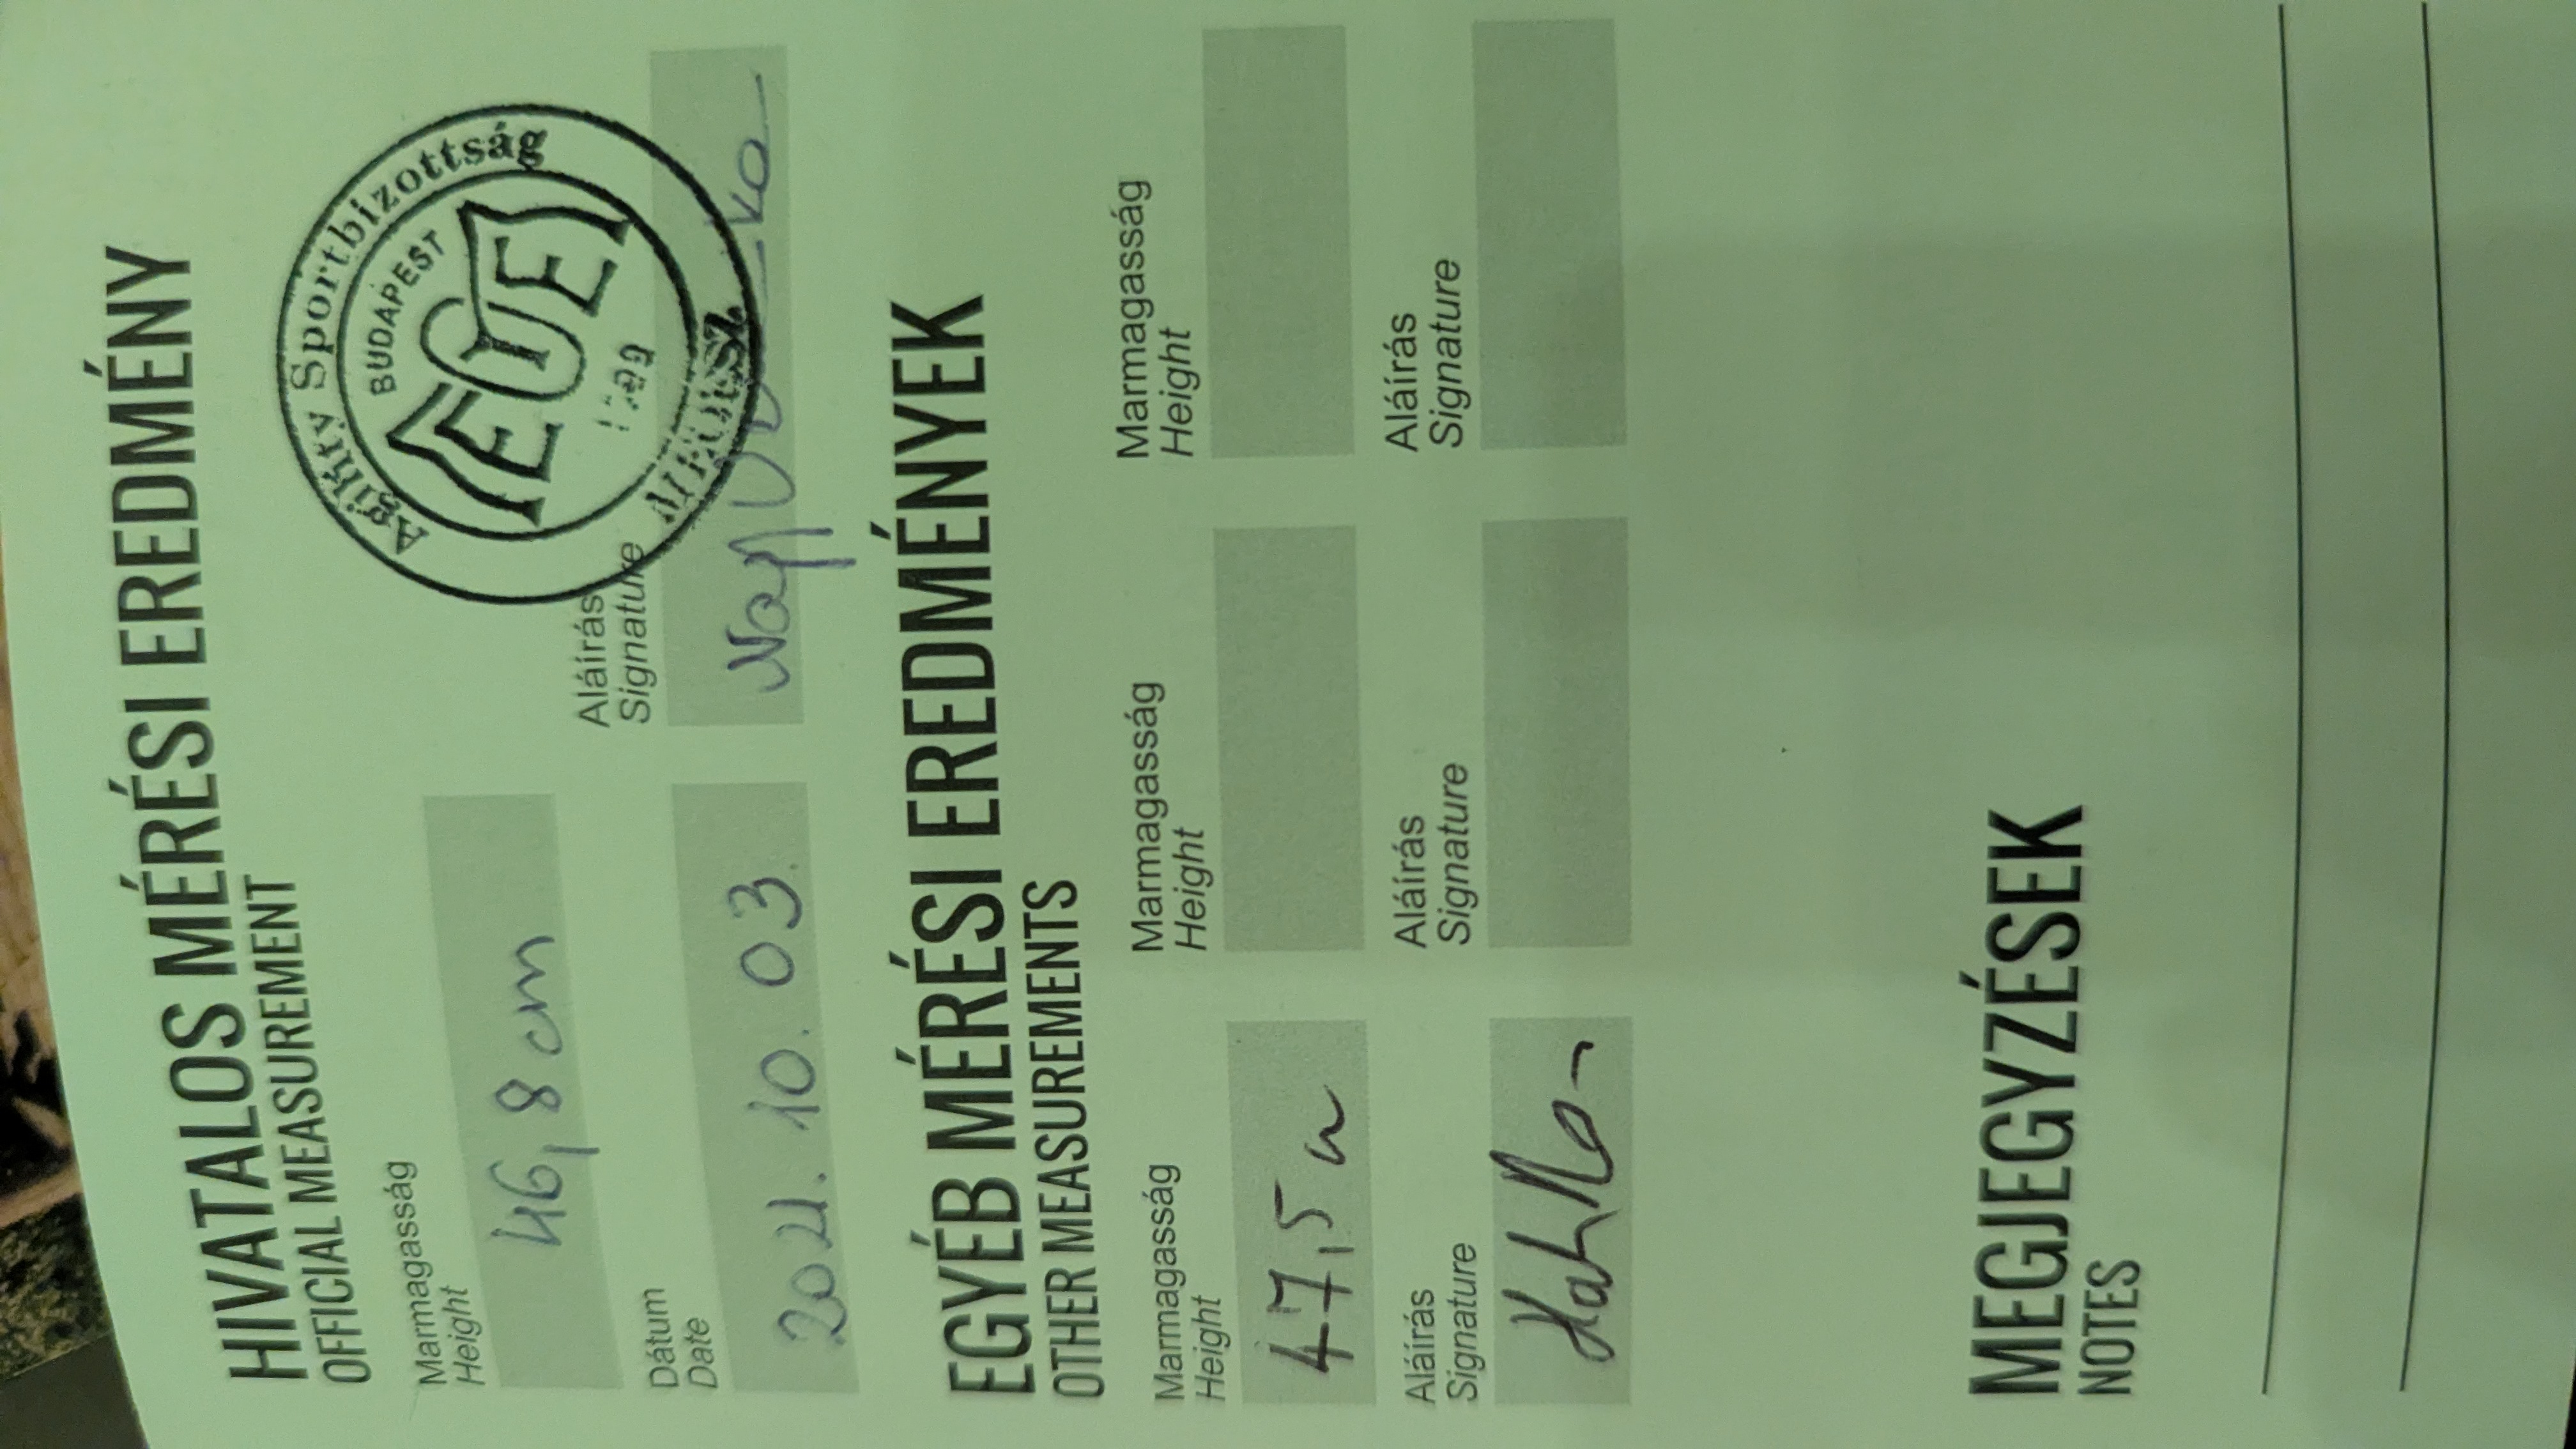 HIVATALOS MÉRÉSI EREDMÉNY
OFFICIAL MEASUREMENT
Agility Sportbizottság
BUDAPEST
MEOESZ
Marmagasság
Height
46,8 cm
Dátum
Date
2021. 10. 03.
Aláírás
Signature
Nagy
EGYÉB MÉRÉSI EREDMÉNYEK
OTHER MEASUREMENTS
Marmagasság Marmagasság Marmagasság
Height Height Height
47,5
Aláírás Aláírás Aláírás
Signature Signature Signature
MEGJEGYZÉSEK
NOTES